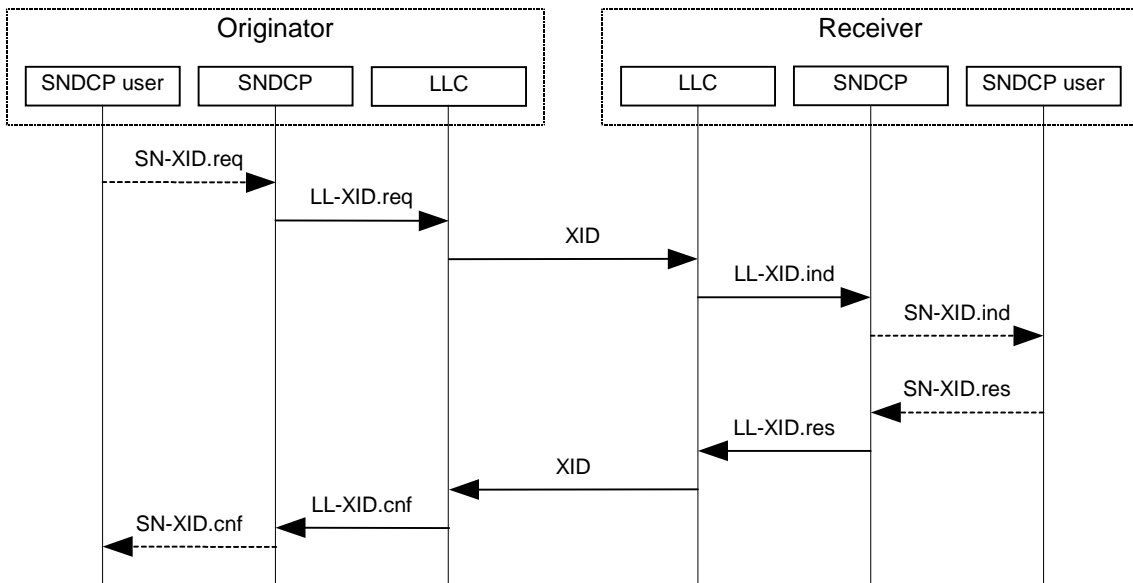 Originator
Receiver
SNDCP user
SNDCP
LLC
LLC
SNDCP
SNDCP user
SN-XID.req
LL-XID.req
XID
LL-XID.ind
SN-XID.ind
SN-XID.res
LL-XID.res
XID
LL-XID.cnf
SN-XID.cnf